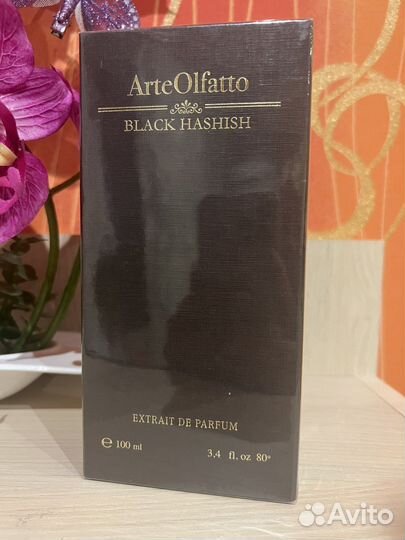 ArteOlfatto
BLACK HASHISH
EXTRAIT DE PARFUM
℮ 100 ml 3,4 fl. oz 80°
Avito